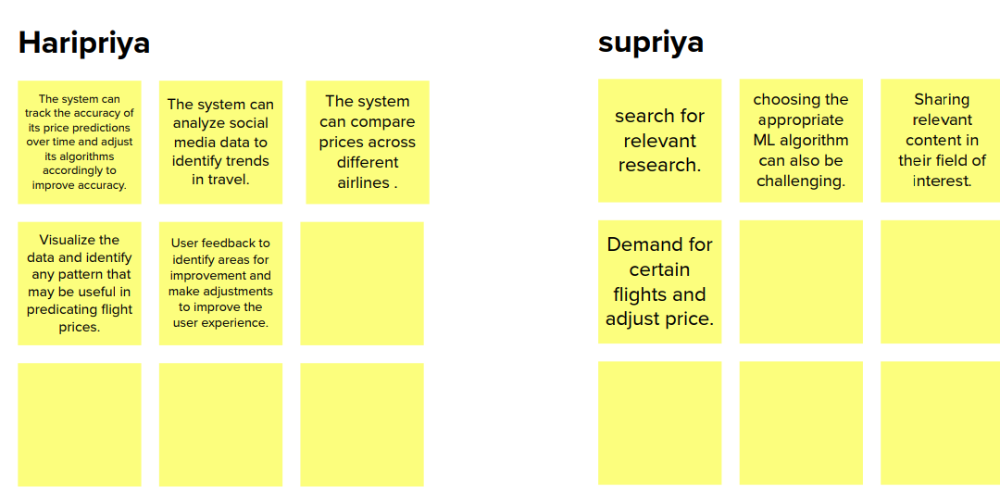 Haripriya
The system can
track the accuracy of
its price predictions
over time and adjust
its algorithms
accordingly to
improve accuracy.
The system can
analyze social
media data to
identify trends
in travel.
The system
can compare
prices across
different
airlines .
Visualize the
data and identify
any pattern that
may be useful in
predicating flight
prices.
User feedback to
identify areas for
improvement and
make adjustments
to improve the
user experience.
supriya
search for
relevant
research.
choosing the
appropriate
ML algorithm
can also be
challenging.
Sharing
relevant
content in
their field of
interest.
Demand for
certain
flights and
adjust price.